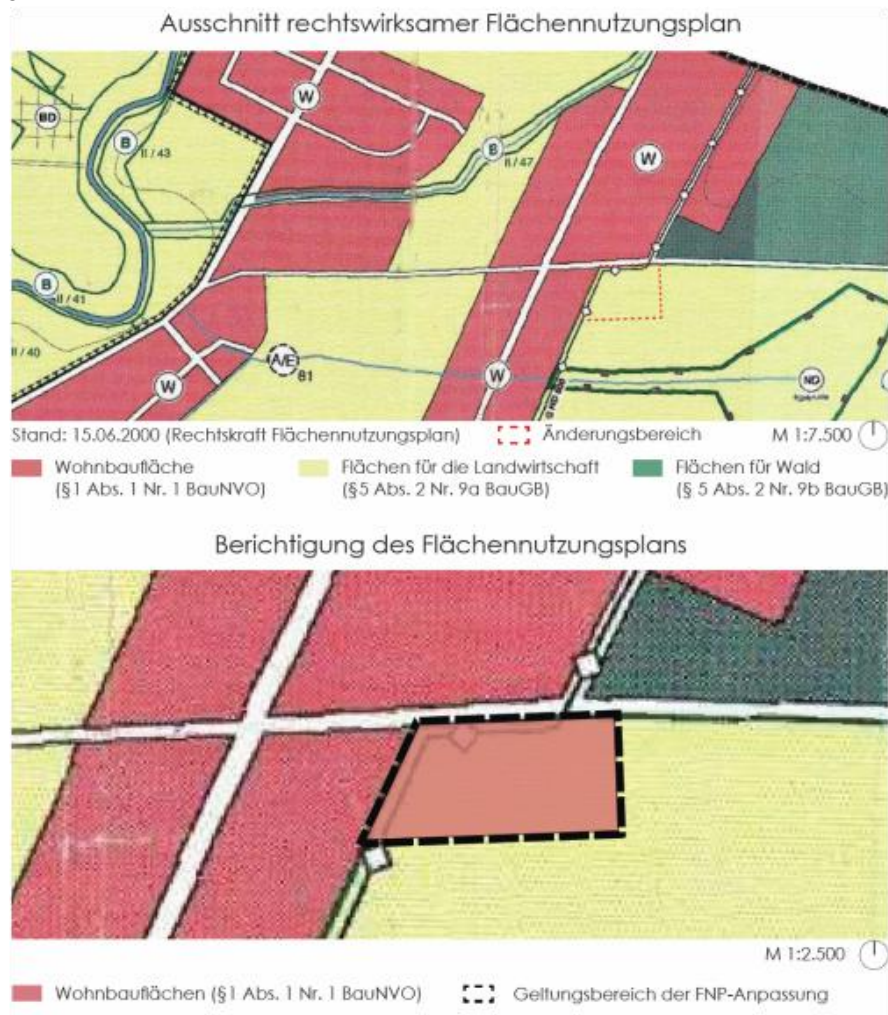 Ausschnitt rechtswirksamer Flächennutzungsplan
W
BD
B
II/43
B
II/47
W
B
II/41
II/40
A/E
81
W
W
ND
Stand: 15.06.2000 (Rechtskraft Flächennutzungsplan)
Änderungsbereich
M 1:7.500
Wohnbaufläche
(§1 Abs. 1 Nr. 1 BauNVO)
Flächen für die Landwirtschaft
(§5 Abs. 2 Nr. 9a BauGB)
Flächen für Wald
(§ 5 Abs. 2 Nr. 9b BauGB)
Berichtigung des Flächennutzungsplans
M 1:2.500
Wohnbauflächen (§1 Abs. 1 Nr. 1 BauNVO)
Geltungsbereich der FNP-Anpassung